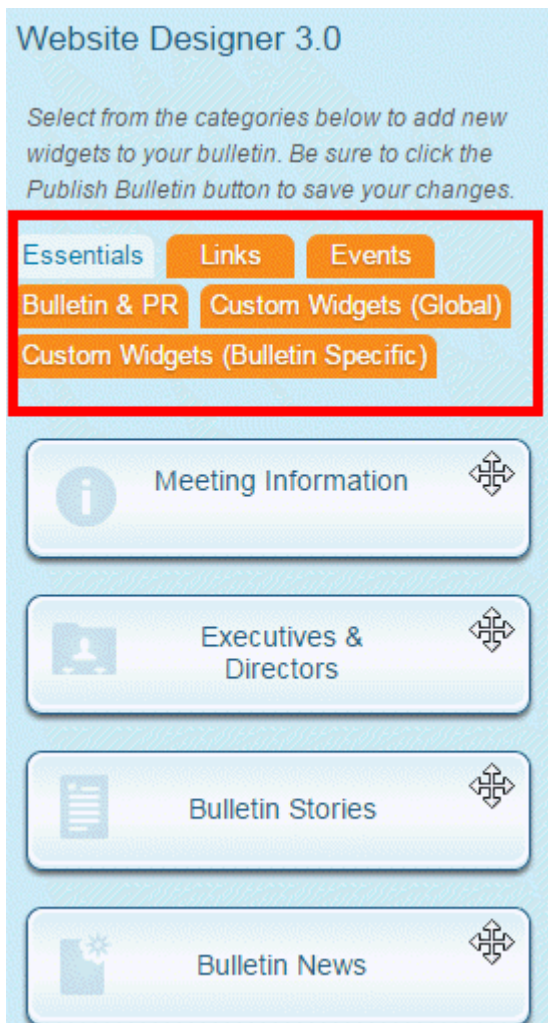 Website Designer 3.0
Select from the categories below to add new
widgets to your bulletin. Be sure to click the
Publish Bulletin button to save your changes.
Essentials Links Events
Bulletin & PR Custom Widgets (Global)
Custom Widgets (Bulletin Specific)
Meeting Information
Executives &
Directors
Bulletin Stories
Bulletin News